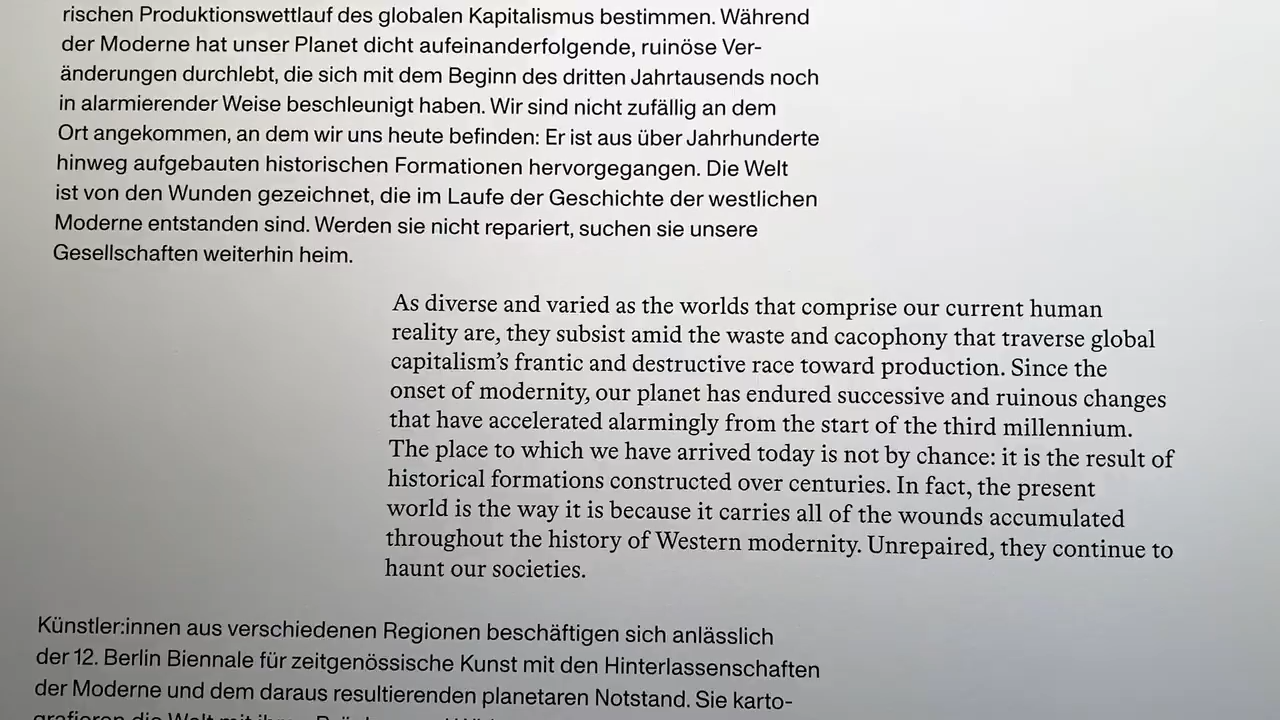 rischen Produktionswettlauf des globalen Kapitalismus bestimmen. Während
der Moderne hat unser Planet dicht aufeinanderfolgende, ruinöse Ver-
änderungen durchlebt, die sich mit dem Beginn des dritten Jahrtausends noch
in alarmierender Weise beschleunigt haben. Wir sind nicht zufällig an dem
Ort angekommen, an dem wir uns heute befinden: Er ist aus über Jahrhunderte
hinweg aufgebauten historischen Formationen hervorgegangen. Die Welt
ist von den Wunden gezeichnet, die im Laufe der Geschichte der westlichen
Moderne entstanden sind. Werden sie nicht repariert, suchen sie unsere
Gesellschaften weiterhin heim.
As diverse and varied as the worlds that comprise our current human
reality are, they subsist amid the waste and cacophony that traverse global
capitalism’s frantic and destructive race toward production. Since the
onset of modernity, our planet has endured successive and ruinous changes
that have accelerated alarmingly from the start of the third millennium.
The place to which we have arrived today is not by chance: it is the result of
historical formations constructed over centuries. In fact, the present
world is the way it is because it carries all of the wounds accumulated
throughout the history of Western modernity. Unrepaired, they continue to
haunt our societies.
Künstler:innen aus verschiedenen Regionen beschäftigen sich anlässlich
der 12. Berlin Biennale für zeitgenössische Kunst mit den Hinterlassenschaften
der Moderne und dem daraus resultierenden planetaren Notstand. Sie karto-
grafieren die Welt mit ihren